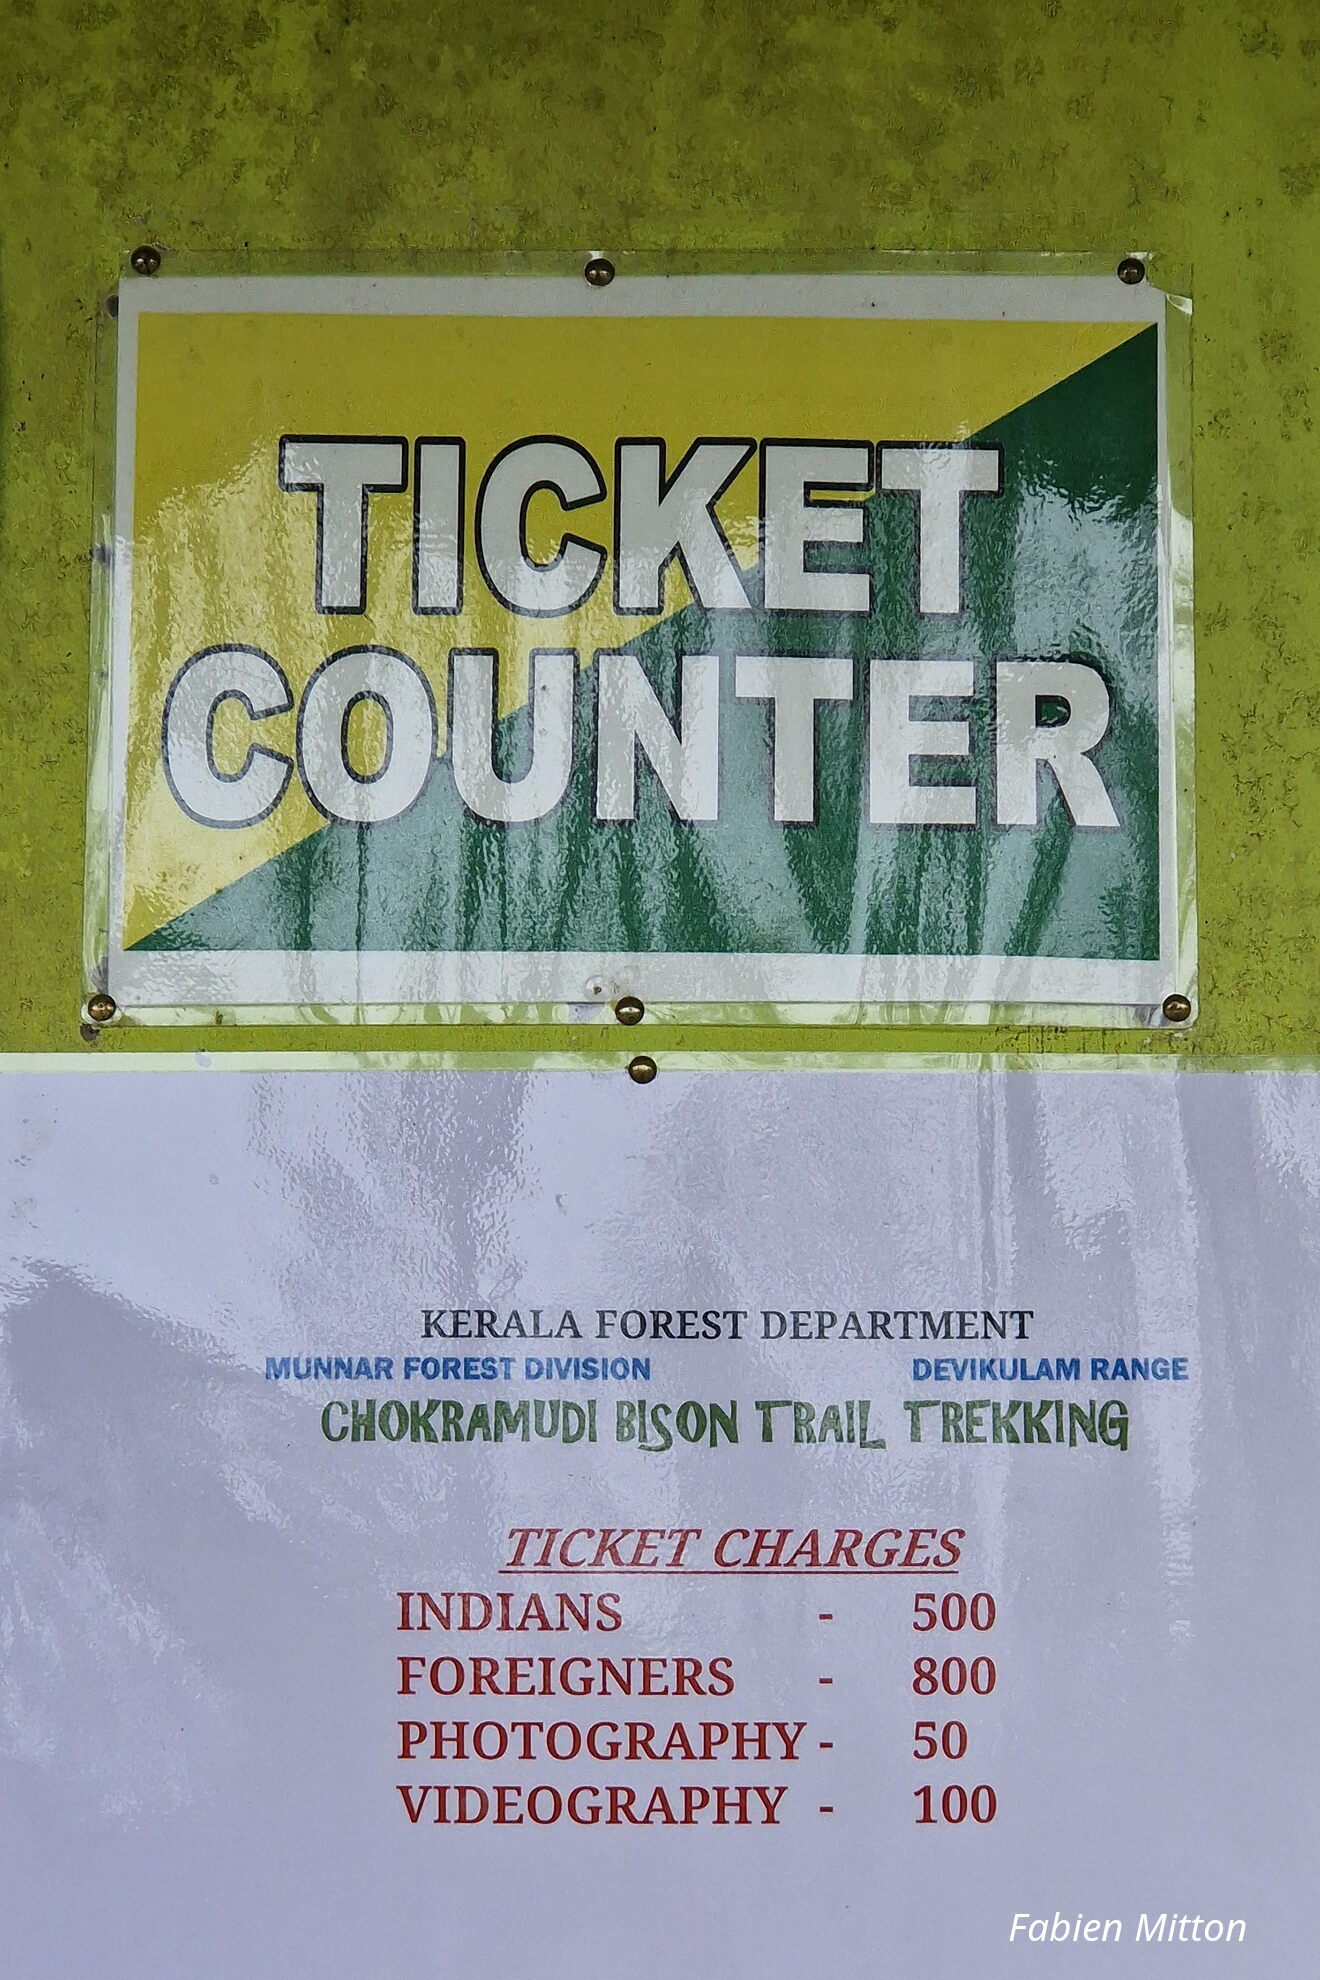 TICKET
COUNTER
KERALA FOREST DEPARTMENT
MUNNAR FOREST DIVISION DEVIKULAM RANGE
CHOKRAMUDI BISON TRAIL TREKKING
TICKET CHARGES
INDIANS - 500
FOREIGNERS - 800
PHOTOGRAPHY - 50
VIDEOGRAPHY - 100
Fabien Mitton